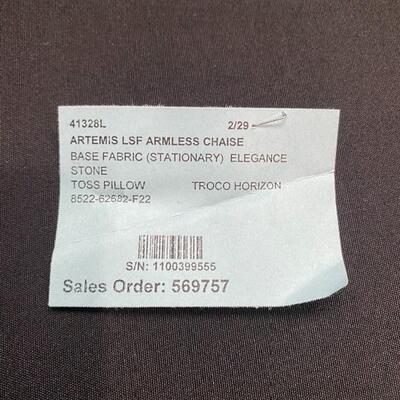 41328L 2/29
ARTEMIS LSF ARMLESS CHAISE
BASE FABRIC (STATIONARY) ELEGANCE
STONE
TOSS PILLOW TROCO HORIZON
8522-62682-F22
S/N: 1100399555
Sales Order: 569757